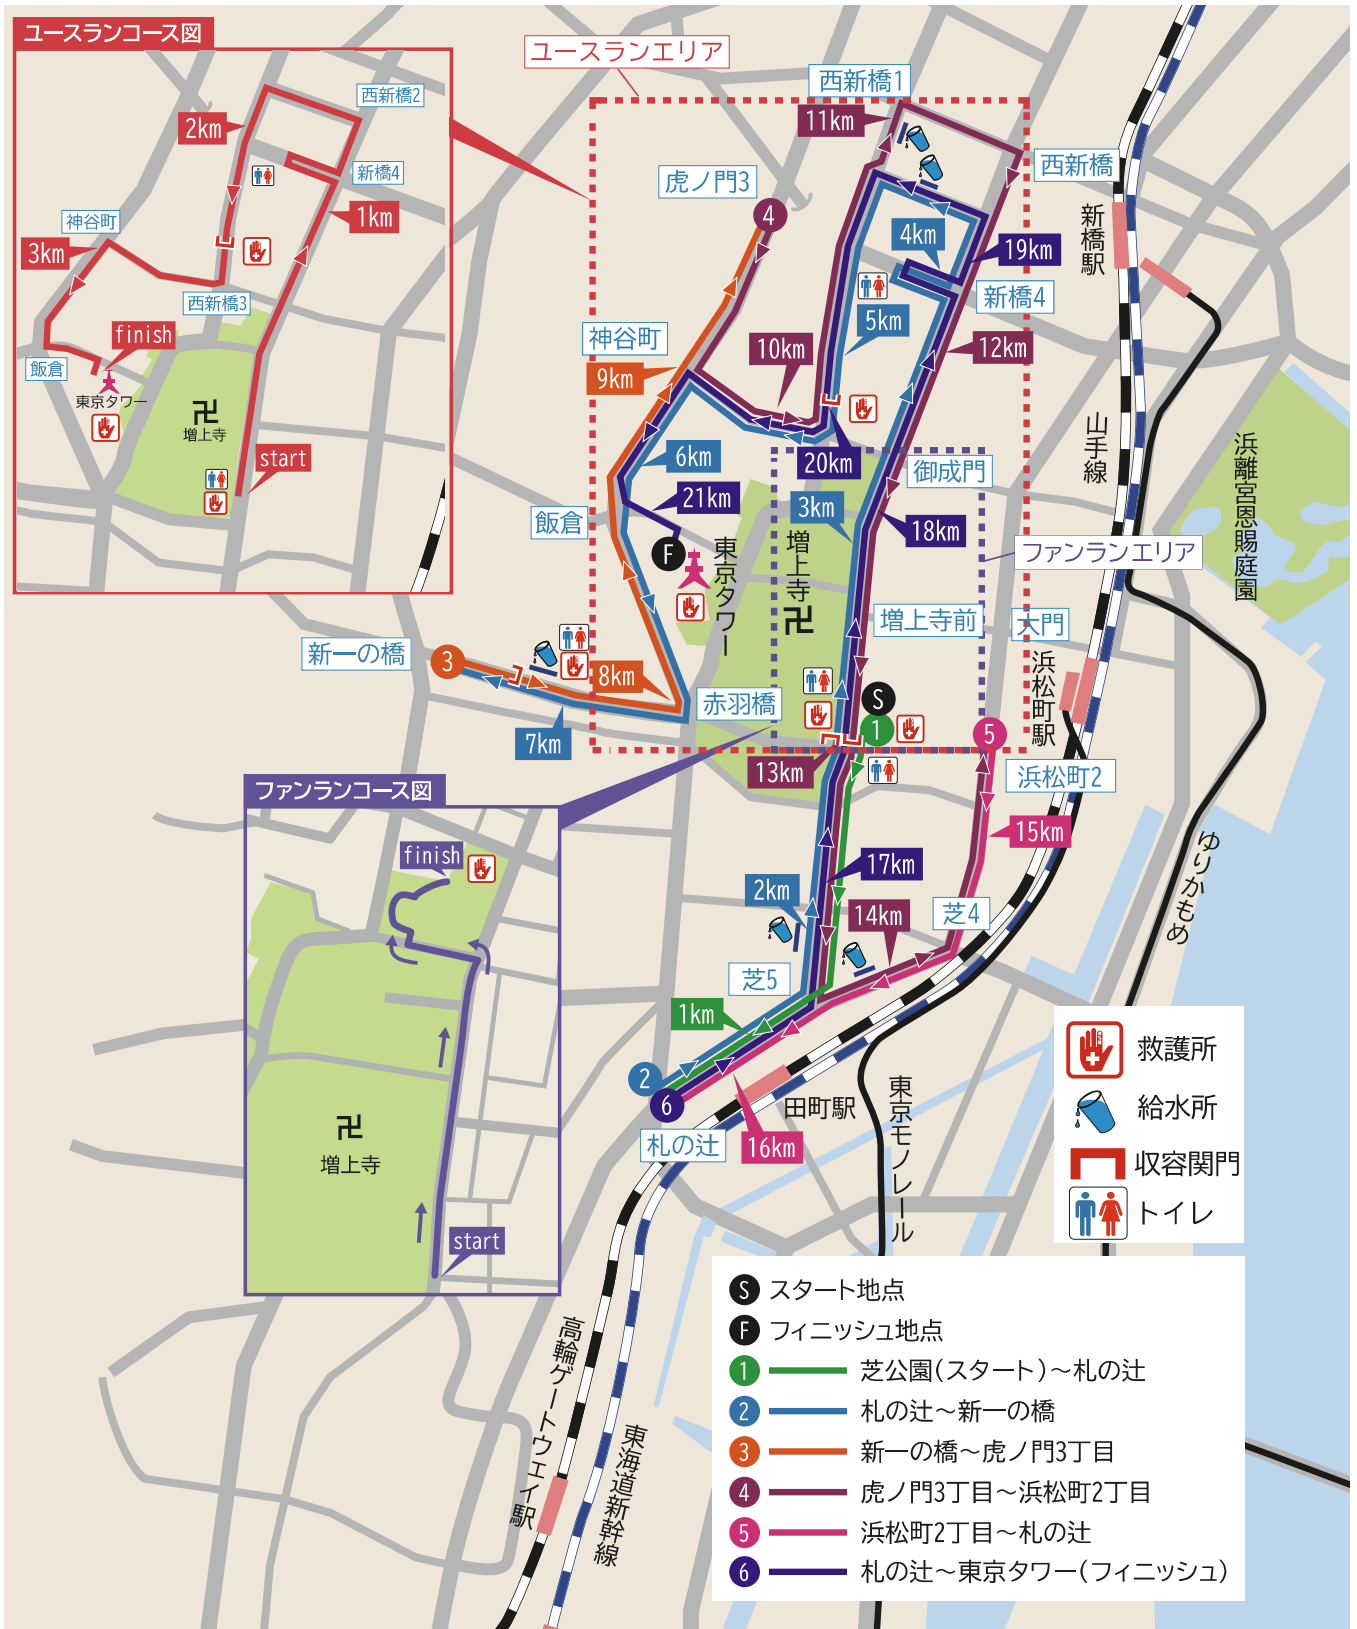 ユースランコース図
西新橋2
2km
新橋4
1km
神谷町
3km
西新橋3
finish
飯倉
東京タワー
卍
増上寺
start
ユースランエリア
西新橋1
11km
西新橋
虎ノ門3
4
新橋駅
4km
19km
新橋4
5km
神谷町
10km
12km
9km
山手線
浜離宮恩賜庭園
6km
20km
御成門
21km
3km
18km
飯倉
F
東京タワー
増上寺
卍
ファンランエリア
増上寺前
大門
新一の橋
3
8km
浜松町駅
赤羽橋
S
1
5
7km
13km
浜松町2
15km
ゆりかもめ
17km
2km
14km
芝4
芝5
1km
2
6
田町駅
東京モノレール
札の辻
16km
ファンランコース図
finish
卍
増上寺
start
高輪ゲートウェイ駅
東海道新幹線
救護所
給水所
収容関門
トイレ
S スタート地点
F フィニッシュ地点
1 芝公園(スタート)～札の辻
2 札の辻～新一の橋
3 新一の橋～虎ノ門3丁目
4 虎ノ門3丁目～浜松町2丁目
5 浜松町2丁目～札の辻
6 札の辻～東京タワー(フィニッシュ)